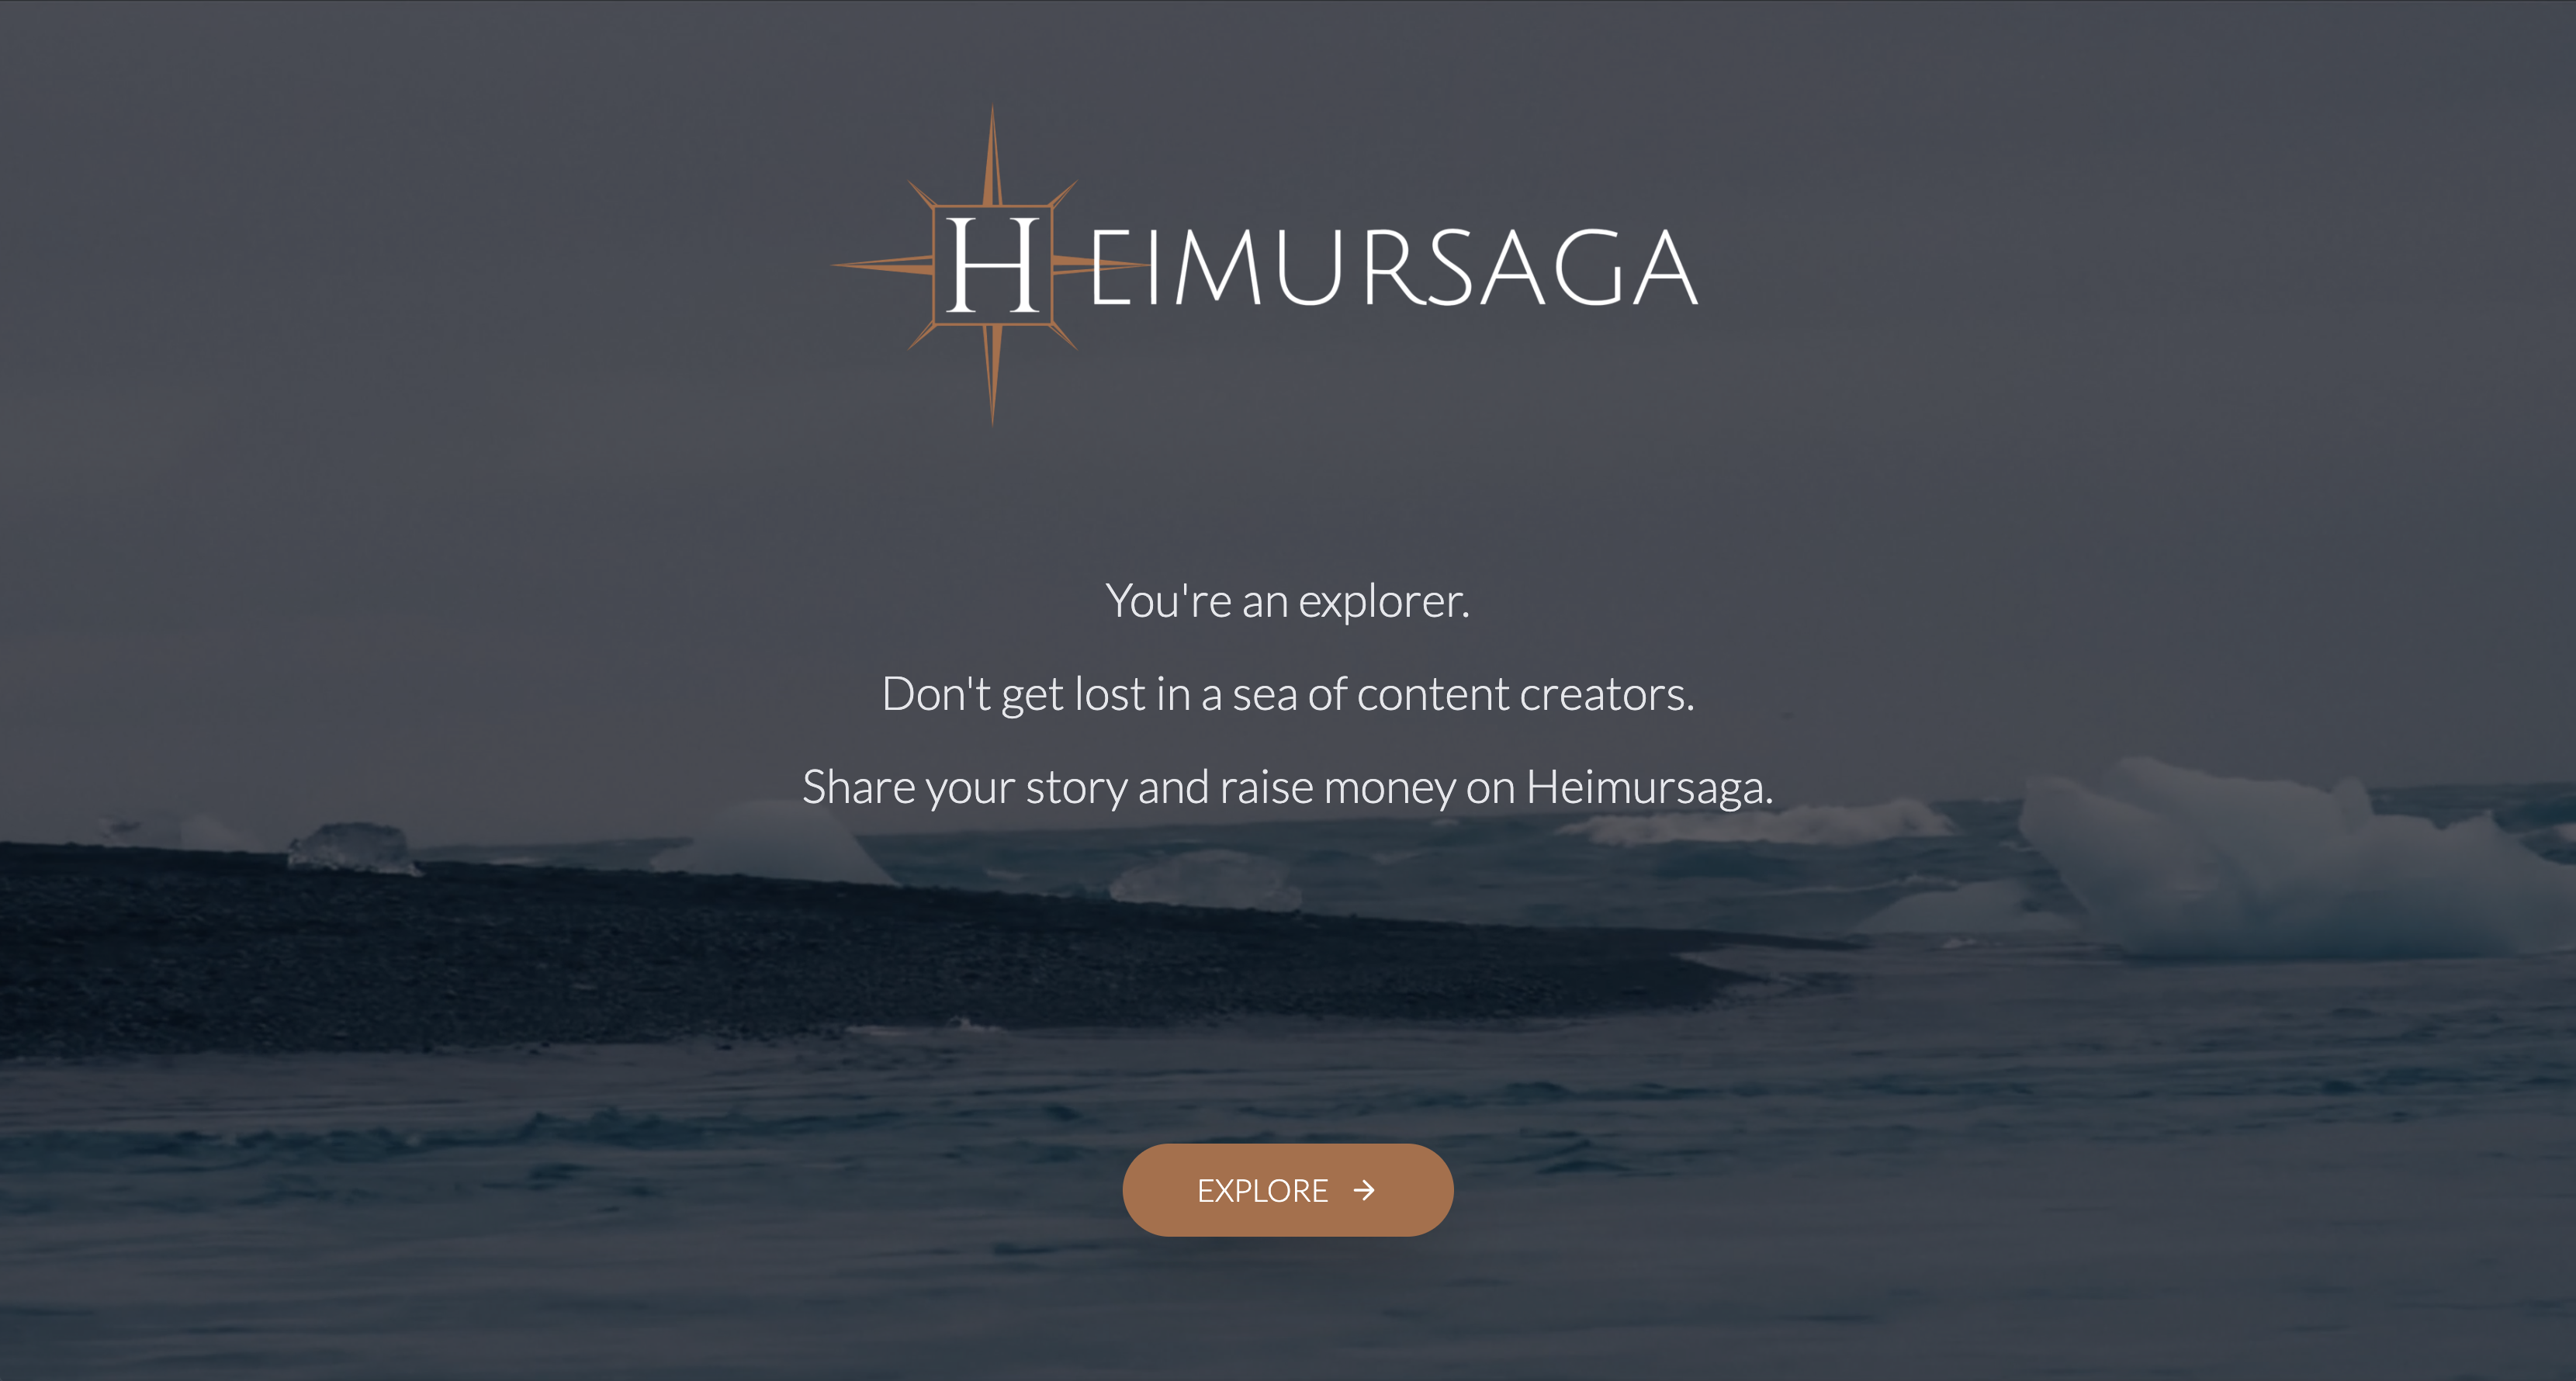 HEIMURSAGA
You're an explorer.
Don't get lost in a sea of content creators.
Share your story and raise money on Heimursaga.
EXPLORE →